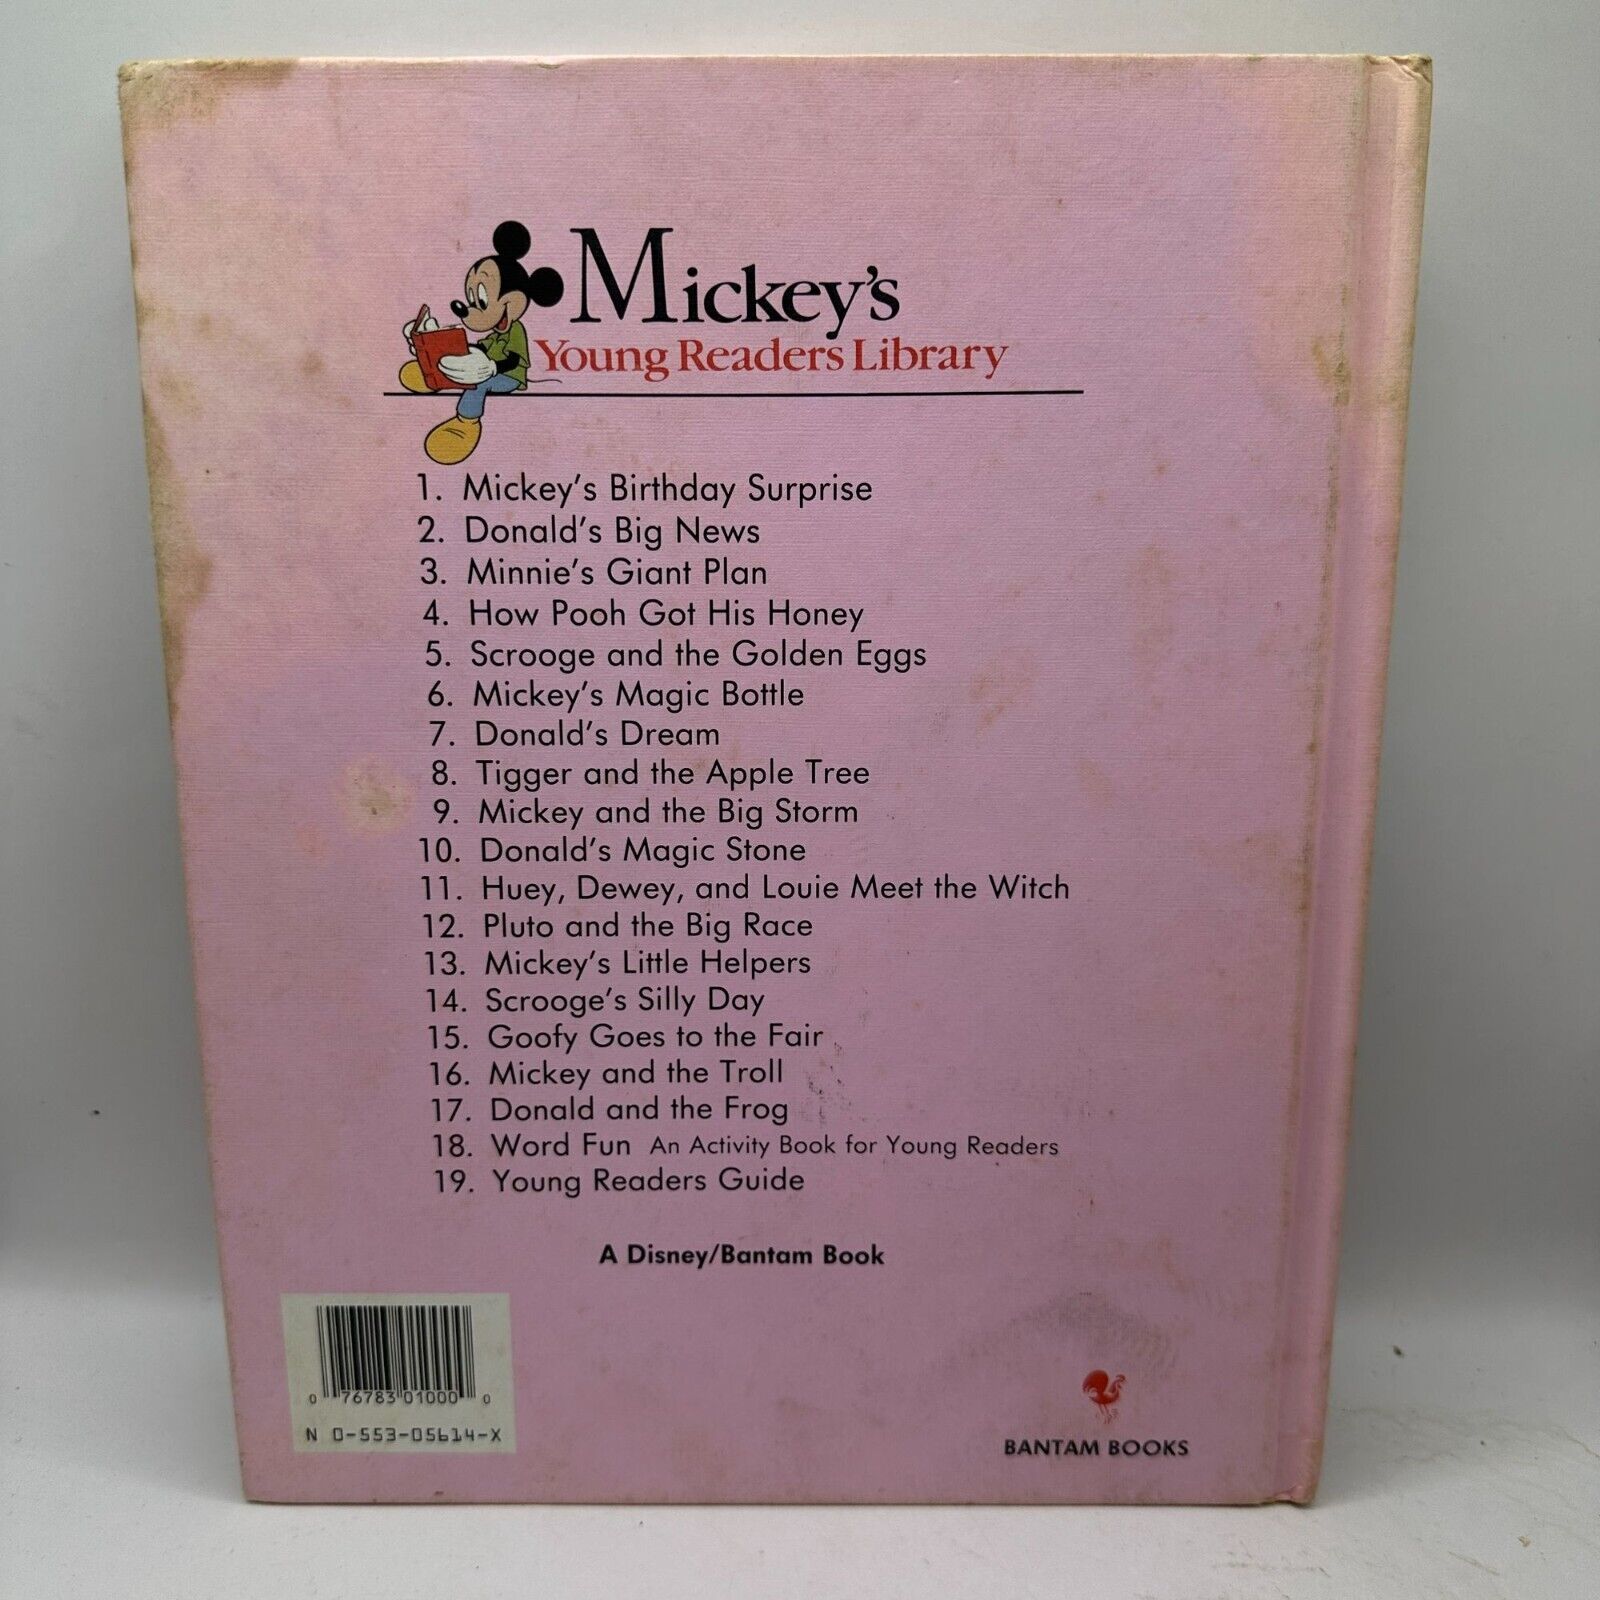 Mickey's
Young Readers Library
1. Mickey's Birthday Surprise
2. Donald's Big News
3. Minnie's Giant Plan
4. How Pooh Got His Honey
5. Scrooge and the Golden Eggs
6. Mickey's Magic Bottle
7. Donald's Dream
8. Tigger and the Apple Tree
9. Mickey and the Big Storm
10. Donald's Magic Stone
11. Huey, Dewey, and Louie Meet the Witch
12. Pluto and the Big Race
13. Mickey's Little Helpers
14. Scrooge's Silly Day
15. Goofy Goes to the Fair
16. Mickey and the Troll
17. Donald and the Frog
18. Word Fun An Activity Book for Young Readers
19. Young Readers Guide
A Disney/Bantam Book
0 76783 01000 0
N 0-553-05614-X
BANTAM BOOKS